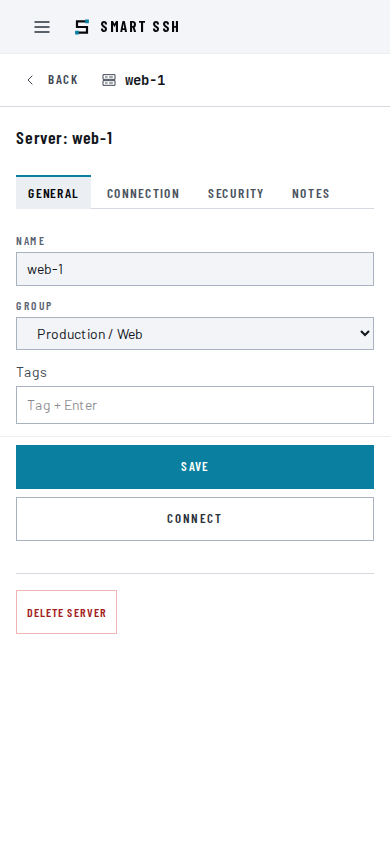 SMART SSH
BACK web-1
Server: web-1
GENERAL CONNECTION SECURITY NOTES
NAME
web-1
GROUP
Production / Web
Tags
Tag + Enter
SAVE
CONNECT
DELETE SERVER